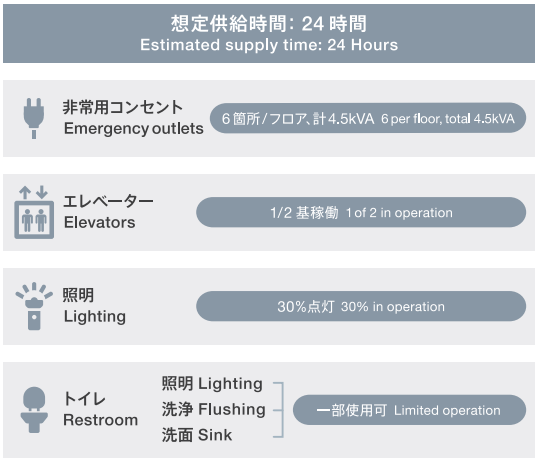 想定供給時間：24時間
Estimated supply time: 24 Hours
非常用コンセント
Emergency outlets
6箇所/フロア、計4.5kVA 6 per floor, total 4.5kVA
エレベーター
Elevators
1/2 基稼働 1 of 2 in operation
照明
Lighting
30%点灯 30% in operation
トイレ
Restroom
照明 Lighting
洗浄 Flushing
洗面 Sink
一部使用可 Limited operation